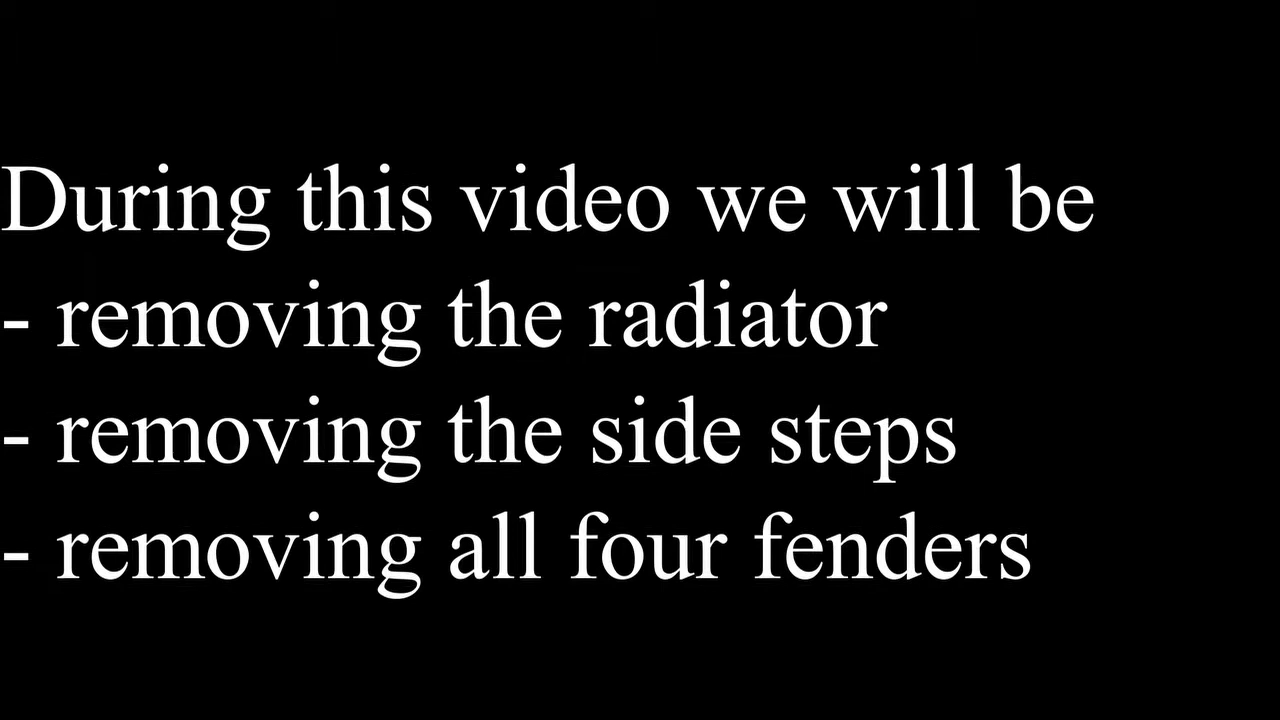 During this video we will be
- removing the radiator
- removing the side steps
- removing all four fenders